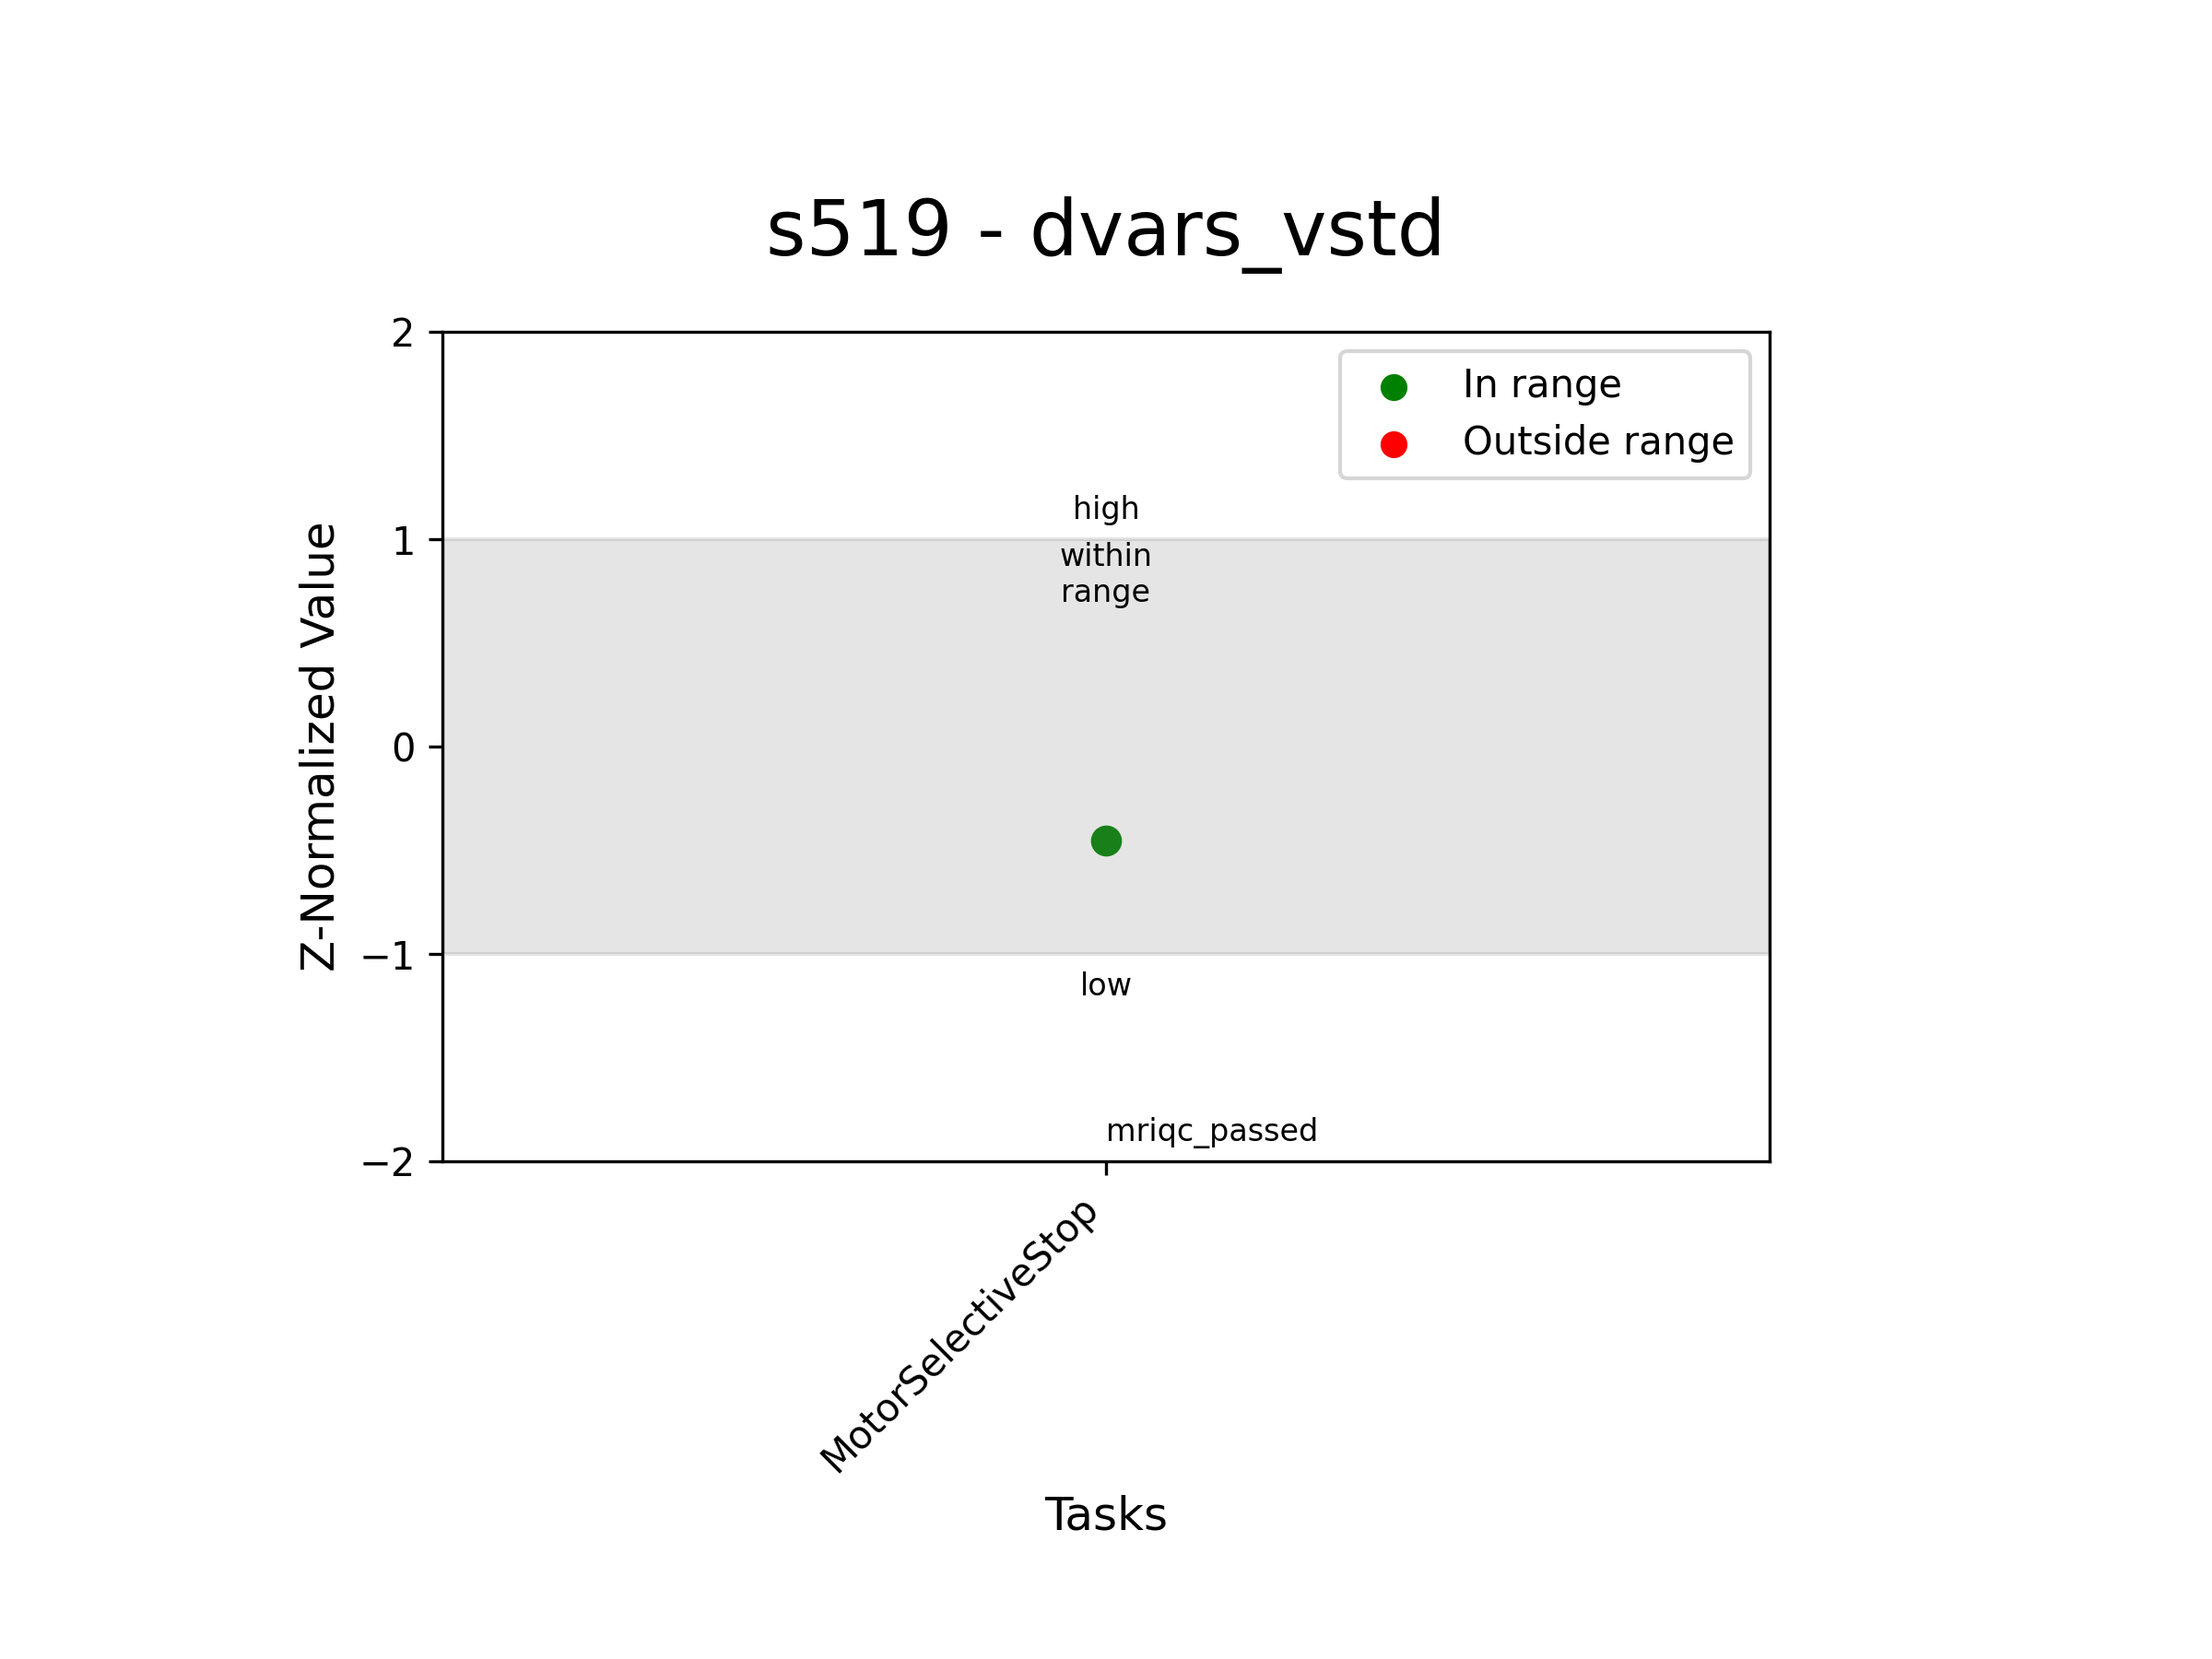 s519 - dvars_vstd
2
In range
Outside range
high
1
within
range
Z-Normalized Value
0
−1
low
mriqc_passed
−2
MotorSelectiveStop
Tasks